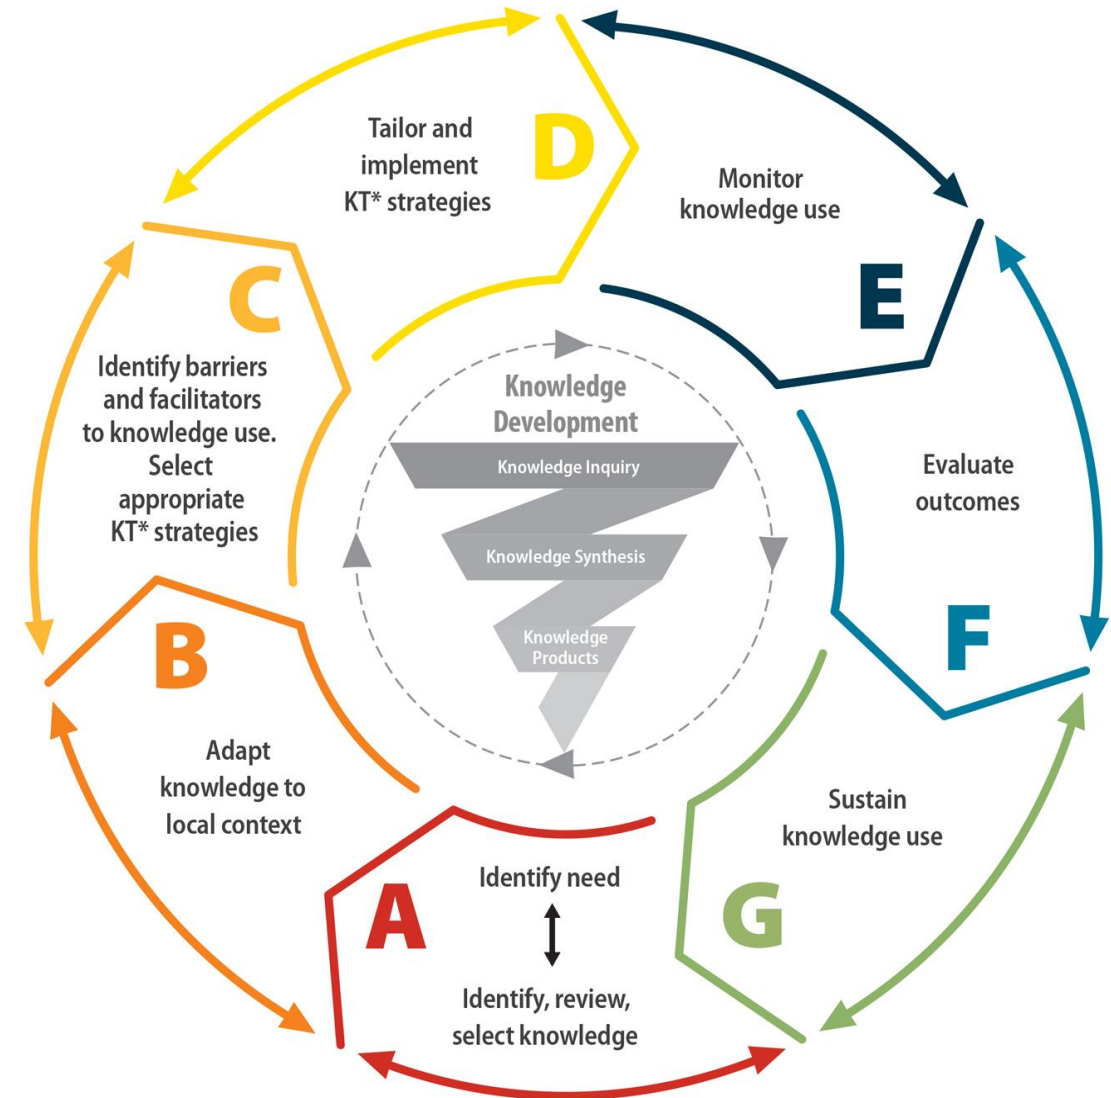 D
Tailor and
implement
KT* strategies
Monitor
knowledge use
E
C
Identify barriers
and facilitators
to knowledge use.
Select
appropriate
KT* strategies
Knowledge
Development
Knowledge Inquiry
Knowledge Synthesis
Knowledge
Products
Evaluate
outcomes
F
B
Adapt
knowledge to
local context
Sustain
knowledge use
G
A
Identify need
Identify, review,
select knowledge